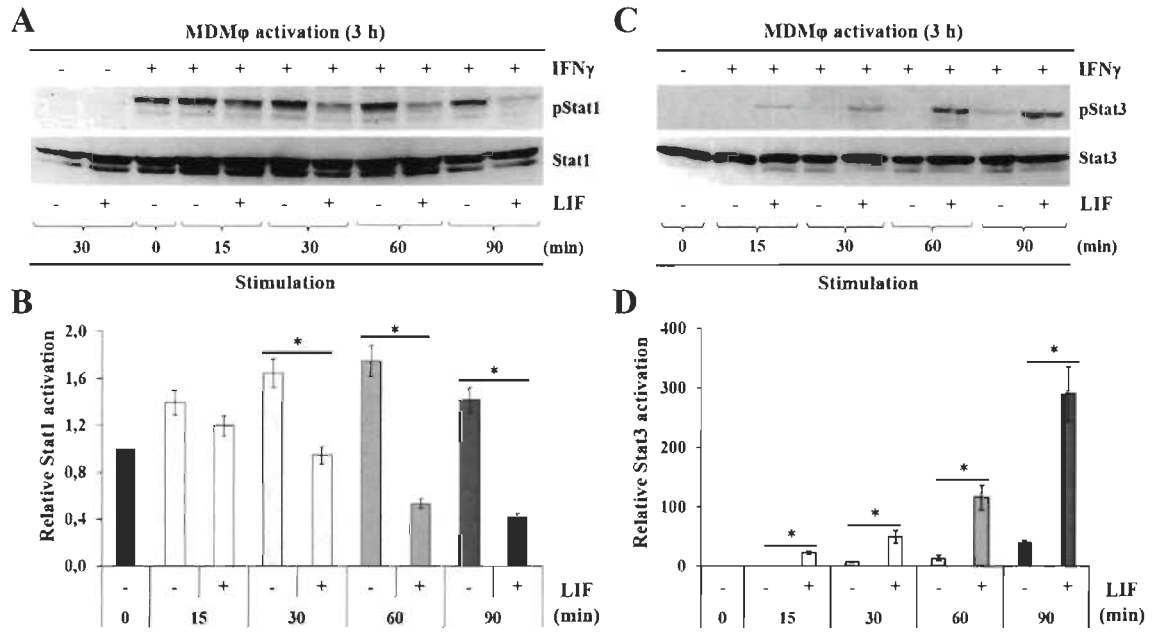 A
MDMφ activation (3 h)
- - + + + + + + + + + IFNγ
pStat1
Stat1
- + - - + - + - + - + LIF
30 0 15 30 60 90 (min)
Stimulation
C
MDMφ activation (3 h)
- + + + + + + + + IFNγ
pStat3
Stat3
- - + - + - + - + LIF
0 15 30 60 90 (min)
Stimulation
B
Relative Stat1 activation
2,0
1,6
1,2
0,8
0,4
0,0
* * *
- - + - + - + - + LIF
0 15 30 60 90 (min)
D
Relative Stat3 activation
400
300
200
100
0
* * * *
- - + - + - + - + LIF
0 15 30 60 90 (min)